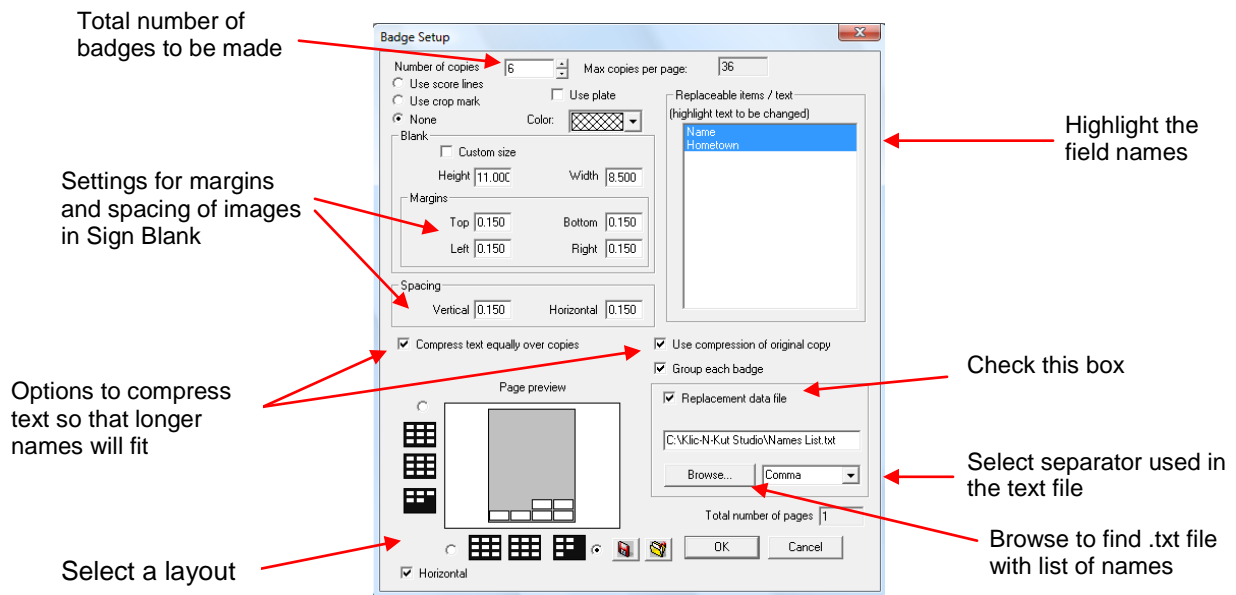 Total number of
badges to be made
Badge Setup
Number of copies 6 Max copies per page: 36
Use score lines
Use crop mark
None
Use plate
Color:
Replaceable items / text
(highlight text to be changed)
Name
Hometown
Highlight the
field names
Blank
Custom size
Height 11.000 Width 8.500
Settings for margins
and spacing of images
in Sign Blank
Margins
Top 0.150 Bottom 0.150
Left 0.150 Right 0.150
Spacing
Vertical 0.150 Horizontal 0.150
Compress text equally over copies
Use compression of original copy
Group each badge
Options to compress
text so that longer
names will fit
Page preview
Replacement data file
Check this box
C:\Klic-N-Kut Studio\Names List.txt
Browse... Comma
Select separator used in
the text file
Total number of pages 1
OK Cancel
Browse to find .txt file
with list of names
Select a layout
Horizontal